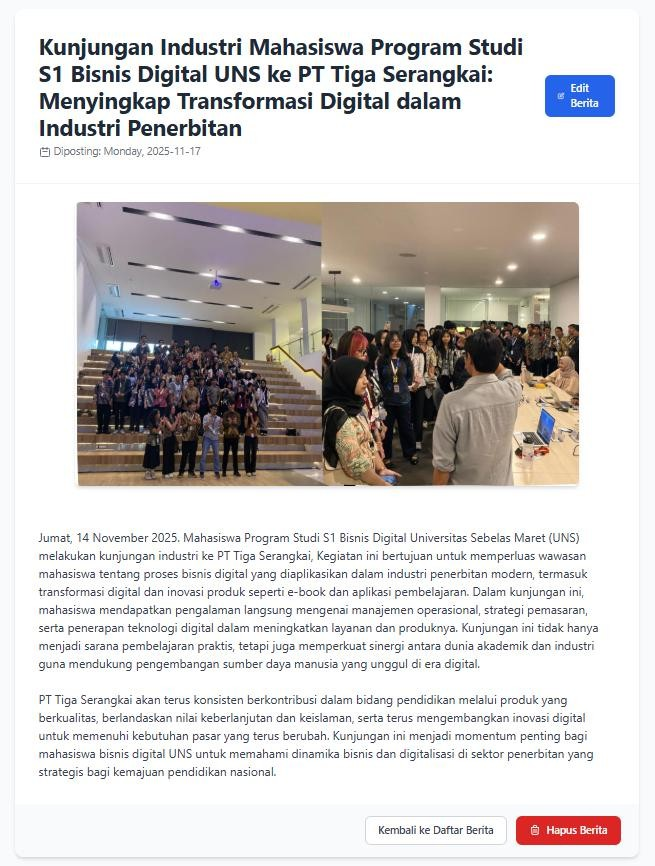 Kunjungan Industri Mahasiswa Program Studi
S1 Bisnis Digital UNS ke PT Tiga Serangkai:
Menyingkap Transformasi Digital dalam
Industri Penerbitan
Edit
Berita
Diposting: Monday, 2025-11-17
Jumat, 14 November 2025. Mahasiswa Program Studi S1 Bisnis Digital Universitas Sebelas Maret (UNS)
melakukan kunjungan industri ke PT Tiga Serangkai, Kegiatan ini bertujuan untuk memperluas wawasan
mahasiswa tentang proses bisnis digital yang diaplikasikan dalam industri penerbitan modern, termasuk
transformasi digital dan inovasi produk seperti e-book dan aplikasi pembelajaran. Dalam kunjungan ini,
mahasiswa mendapatkan pengalaman langsung mengenai manajemen operasional, strategi pemasaran,
serta penerapan teknologi digital dalam meningkatkan layanan dan produknya. Kunjungan ini tidak hanya
menjadi sarana pembelajaran praktis, tetapi juga memperkuat sinergi antara dunia akademik dan industri
guna mendukung pengembangan sumber daya manusia yang unggul di era digital.
PT Tiga Serangkai akan terus konsisten berkontribusi dalam bidang pendidikan melalui produk yang
berkualitas, berlandaskan nilai keberlanjutan dan keislaman, serta terus mengembangkan inovasi digital
untuk memenuhi kebutuhan pasar yang terus berubah. Kunjungan ini menjadi momentum penting bagi
mahasiswa bisnis digital UNS untuk memahami dinamika bisnis dan digitalisasi di sektor penerbitan yang
strategis bagi kemajuan pendidikan nasional.
Kembali ke Daftar Berita
Hapus Berita